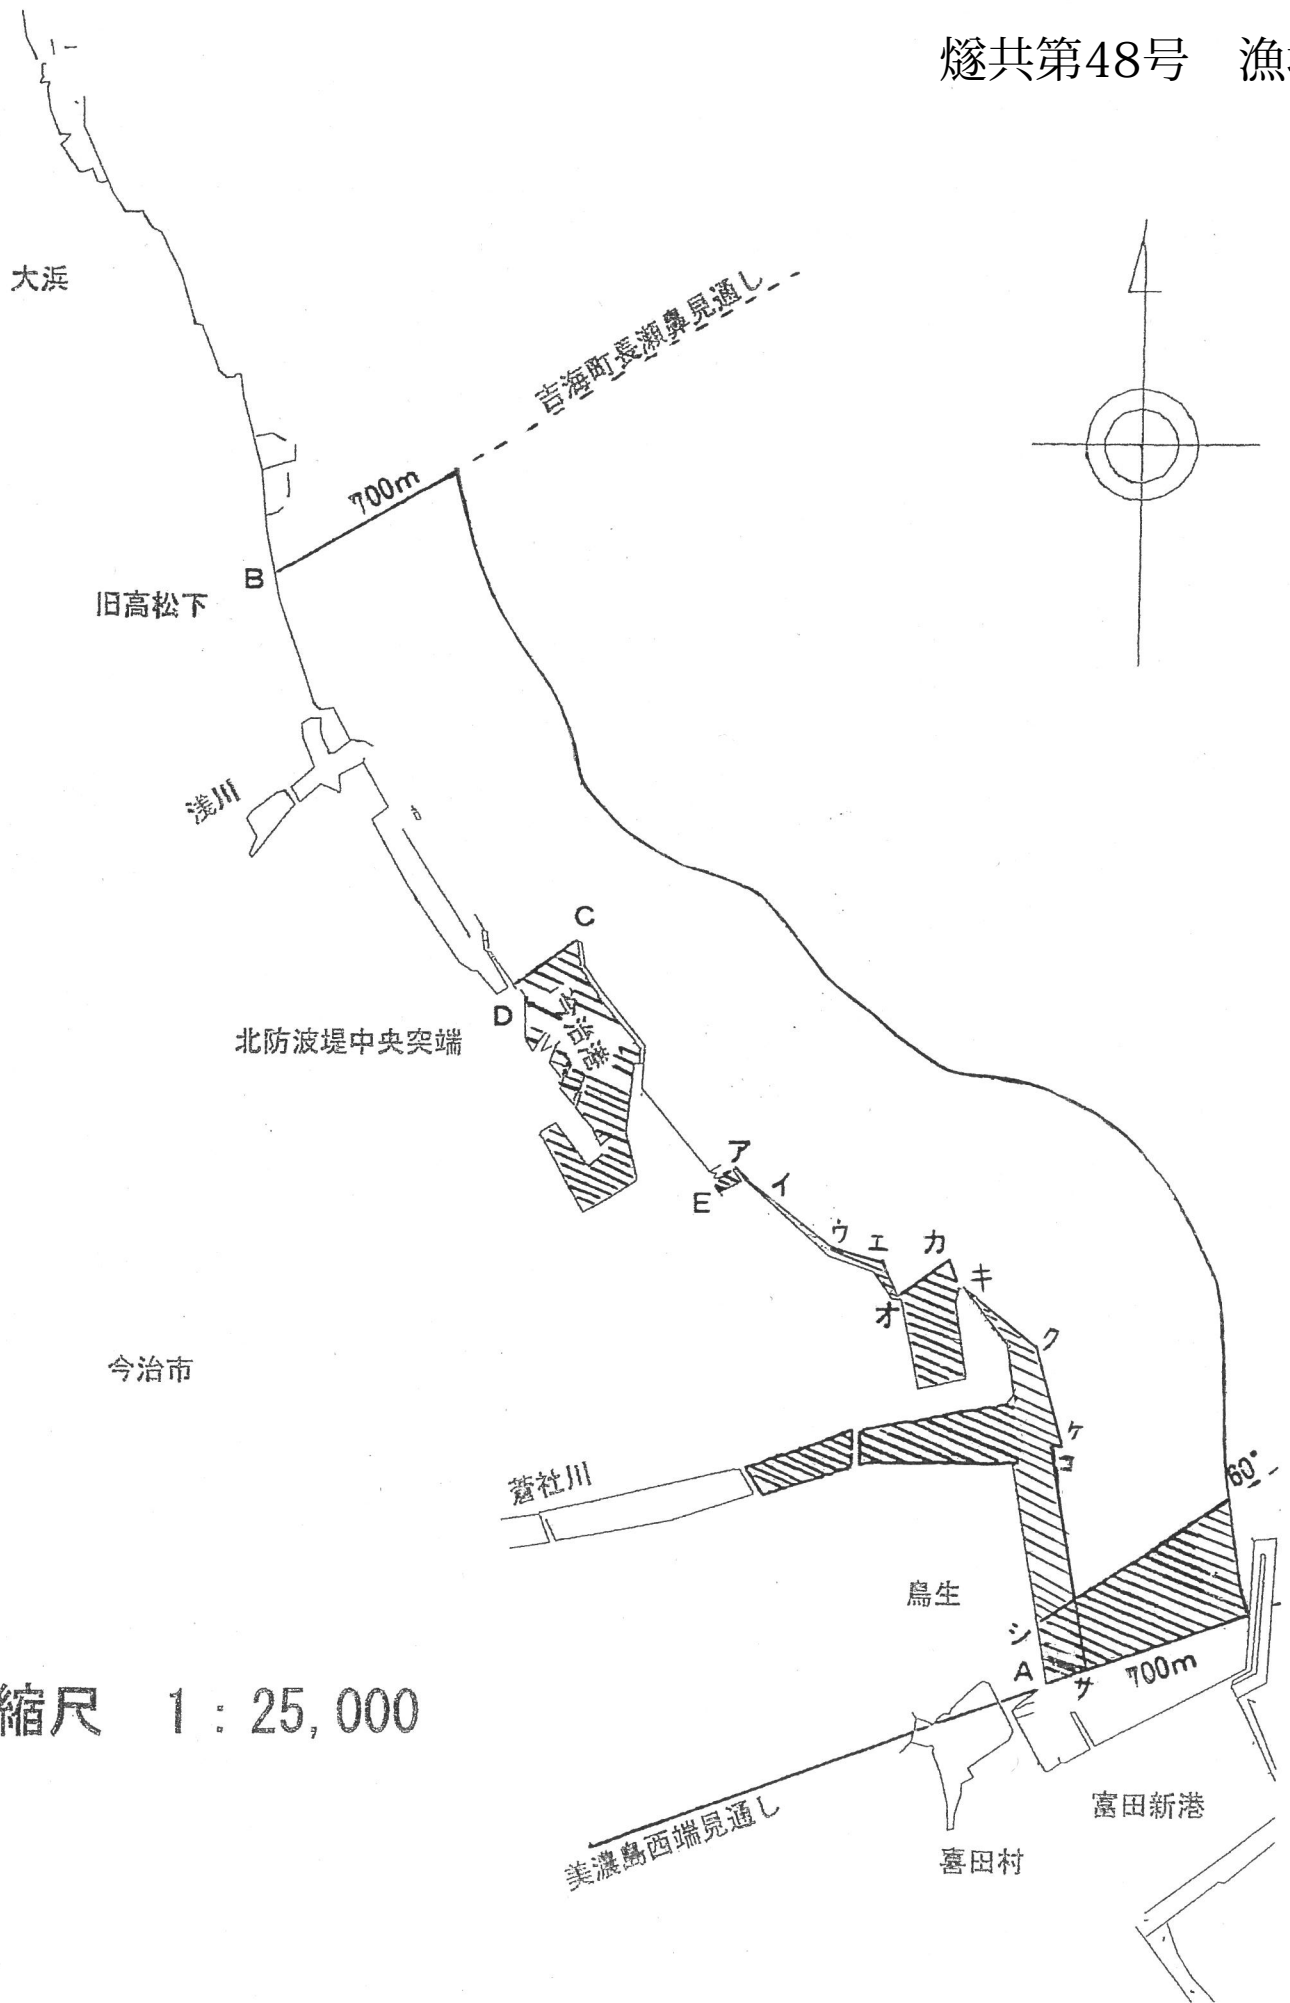 燧共第48号　漁
大浜
吉海町長瀬鼻見通し
700m
B
旧高松下
浅川
C
D
今治港
北防波堤中央突端
ア
イ
E
ウ
エ
カ
キ
オ
ク
今治市
ケ
コ
60°
蒼社川
鳥生
シ
A
サ
700m
縮尺　1：25,000
富田新港
美濃島西端見通し
喜田村